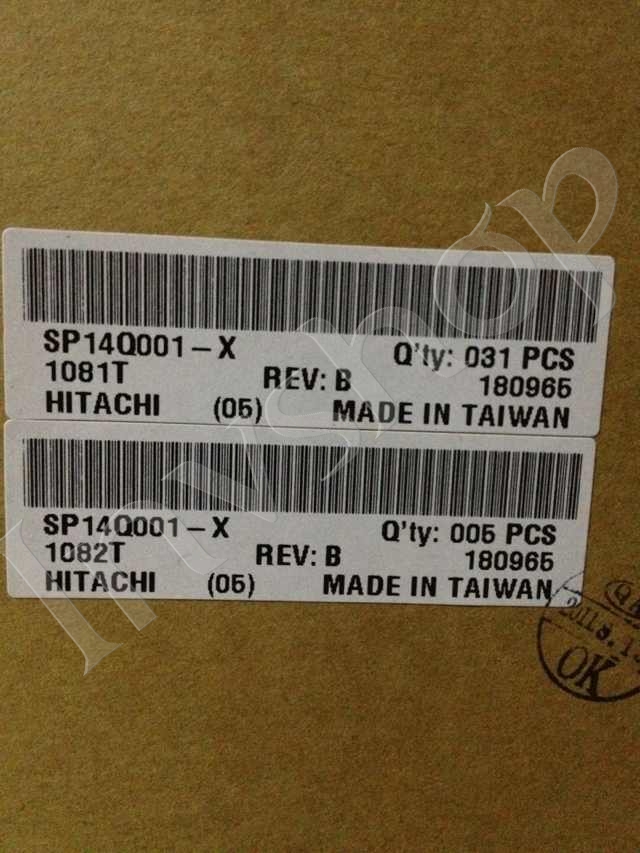 SP14Q001-X Q'ty: 031 PCS
1081T REV: B 180965
HITACHI (05) MADE IN TAIWAN
SP14Q001-X Q'ty: 005 PCS
1082T REV: B 180965
HITACHI (05) MADE IN TAIWAN
OK